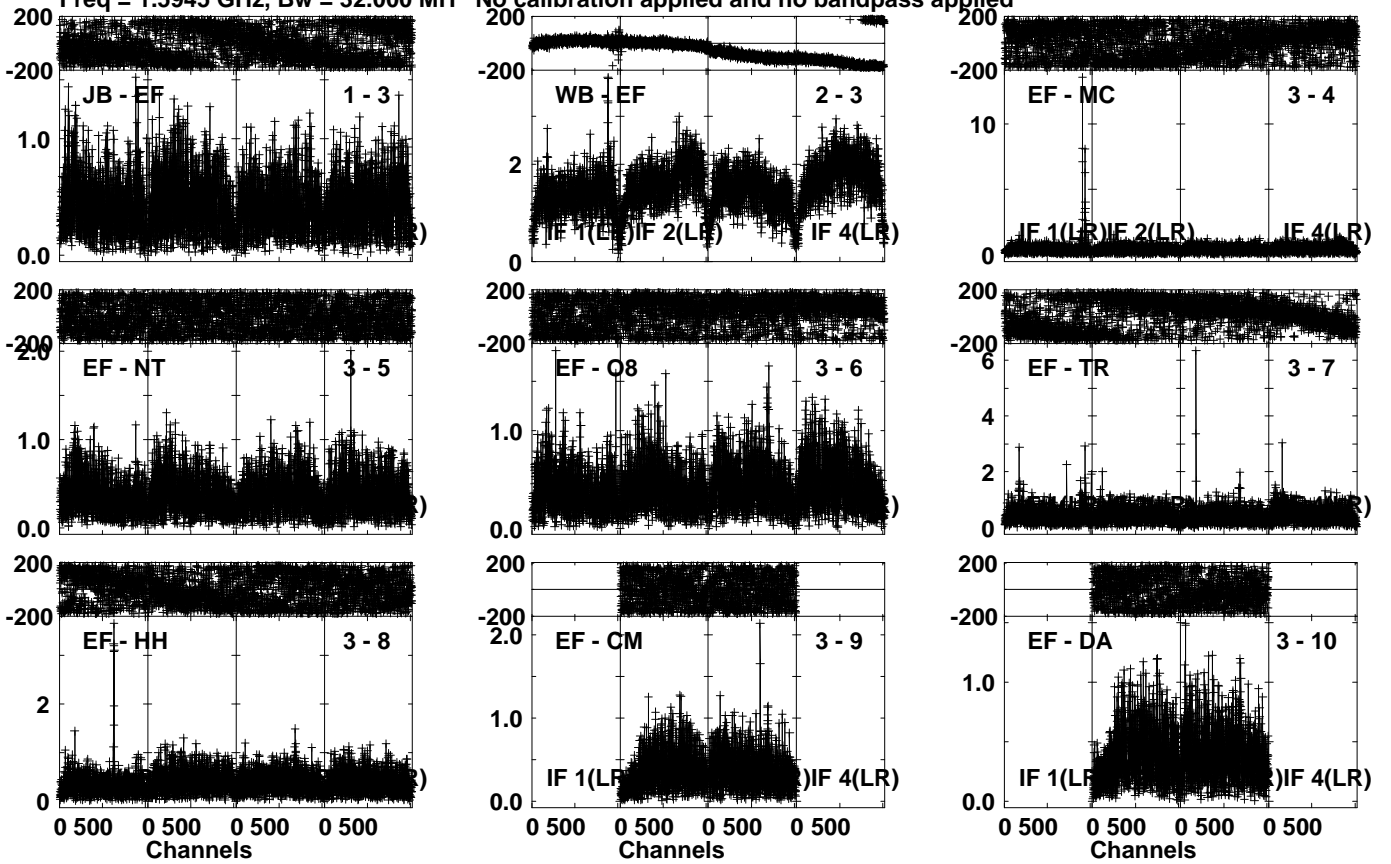 Freq = 1.5945 GHz, Bw = 32.000 MH No calibration applied and no bandpass applied
200
-200
JB - EF 1 - 3
1.0
0.0
200
-200
WB - EF 2 - 3
2
0
IF 1(LR) IF 2(LR) IF 4(LR)
200
-200
EF - MC 3 - 4
10
0
IF 1(LR) IF 2(LR) IF 4(LR)
200
-200
2.0
EF - NT 3 - 5
1.0
0.0
200
-200
EF - O8 3 - 6
1.0
0.0
200
-200
6
EF - TR 3 - 7
4
2
0
200
-200
EF - HH 3 - 8
2
0
0 500 0 500 0 500 0 500
Channels
200
-200
2.0
EF - CM 3 - 9
1.0
0.0
IF 1(LR) IF 4(LR)
0 500 0 500 0 500 0 500
Channels
200
-200
EF - DA 3 - 10
1.0
0.0
IF 1(LR) IF 4(LR)
0 500 0 500 0 500 0 500
Channels